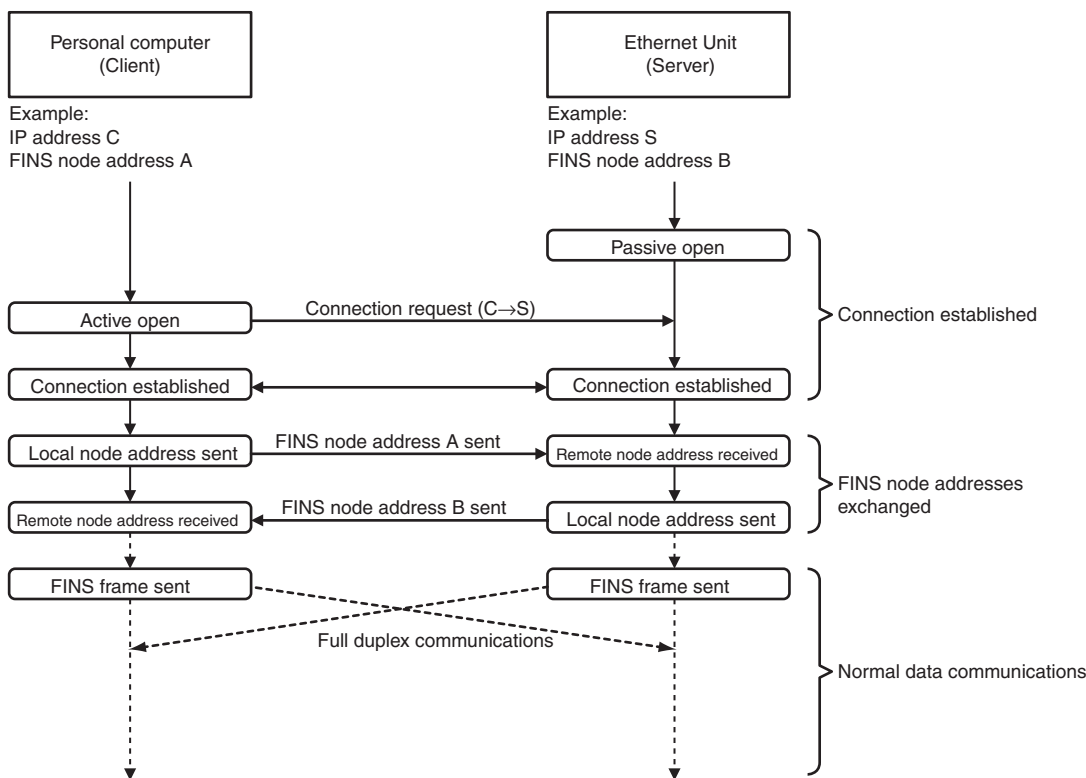 Personal computer
(Client)
Ethernet Unit
(Server)
Example:
IP address C
FINS node address A
Example:
IP address S
FINS node address B
Passive open
Active open
Connection request (C→S)
Connection established
Connection established
Connection established
Local node address sent
FINS node address A sent
Remote node address received
FINS node addresses
exchanged
Remote node address received
FINS node address B sent
Local node address sent
FINS frame sent
FINS frame sent
Full duplex communications
Normal data communications